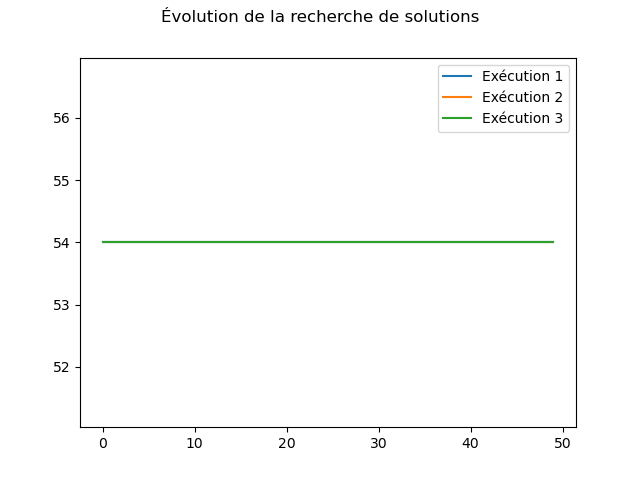 Évolution de la recherche de solutions
Exécution 1
Exécution 2
Exécution 3
56
55
54
53
52
0 10 20 30 40 50